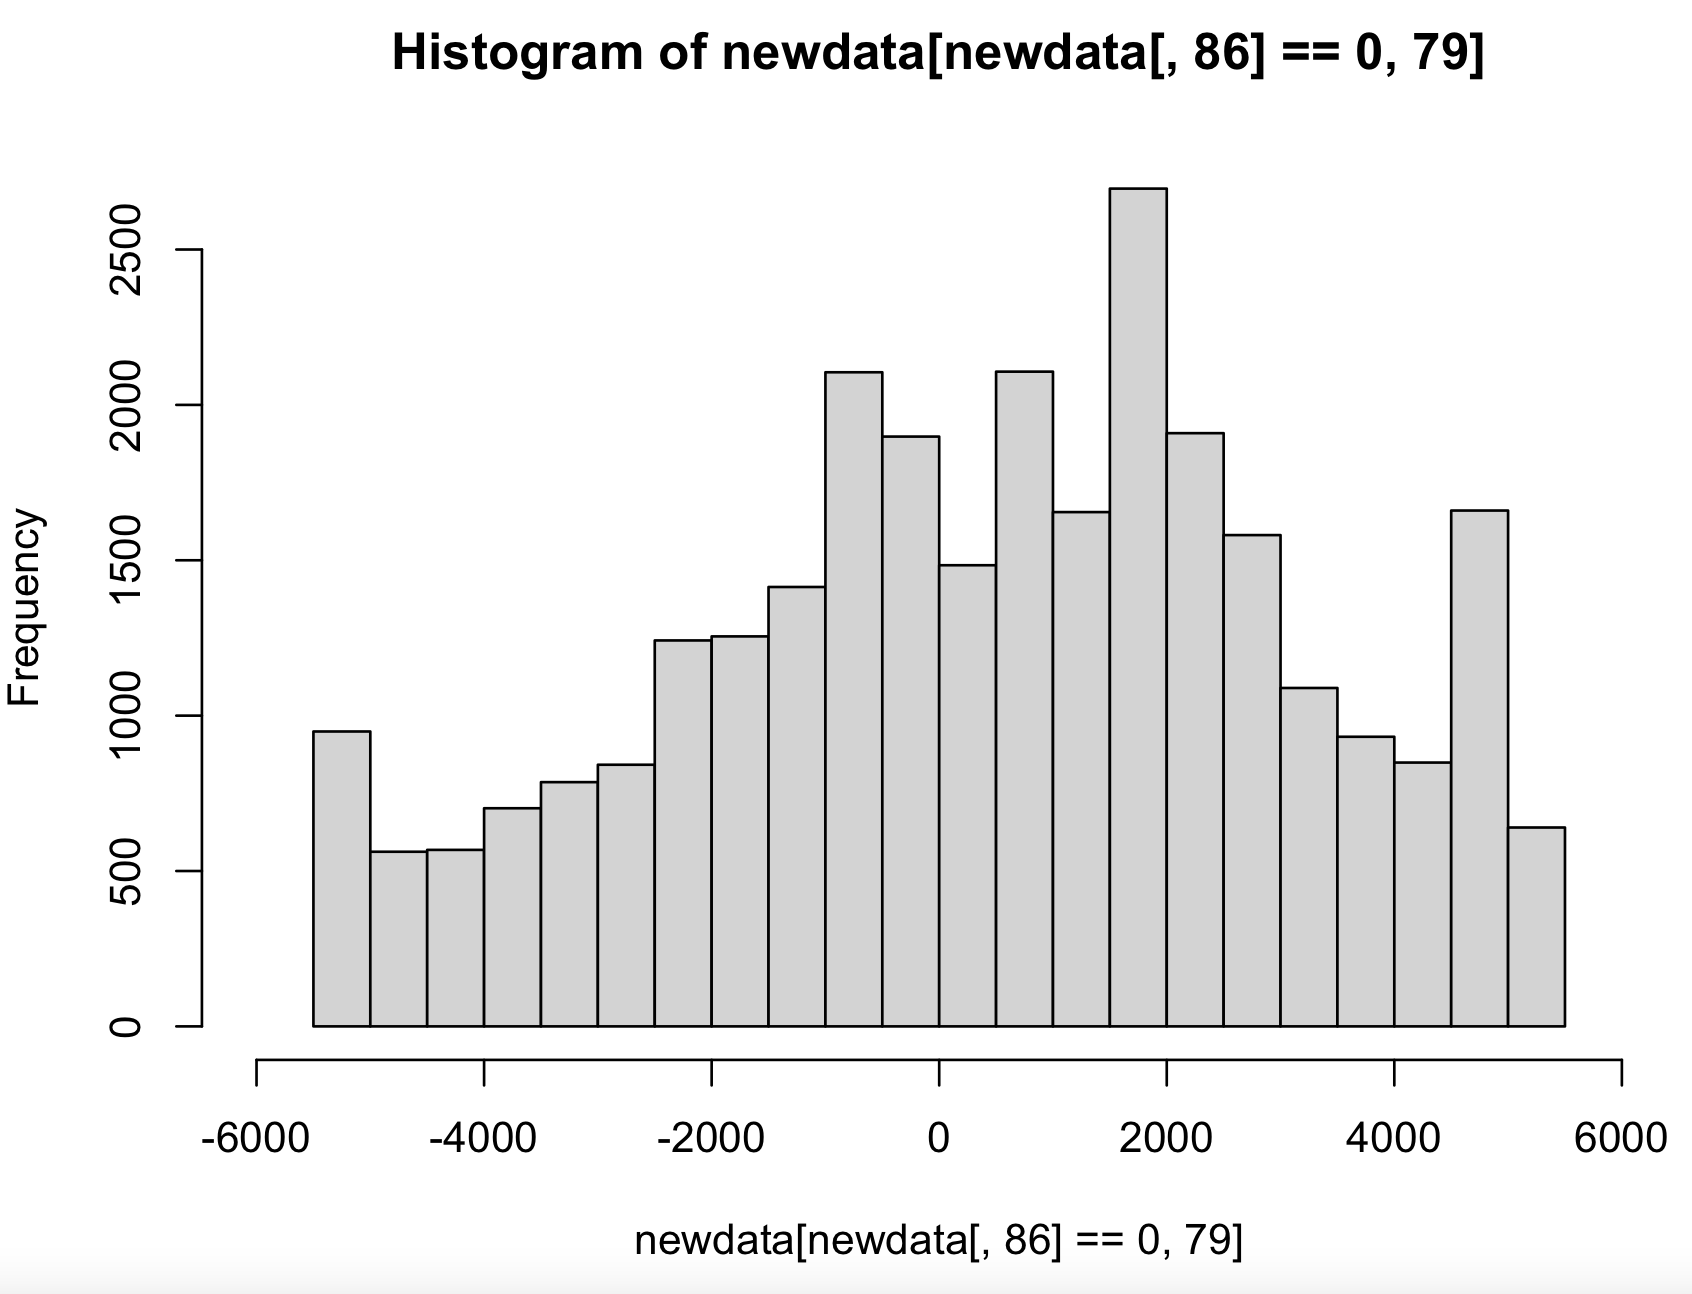 Histogram of newdata[newdata[, 86] == 0, 79]
Frequency
2500
2000
1500
1000
500
0
-6000 -4000 -2000 0 2000 4000 6000
newdata[newdata[, 86] == 0, 79]